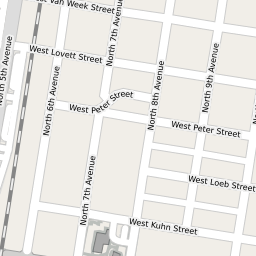 Van Week Street
West Lovett Street
North 5th Avenue
North 6th Avenue
North 7th Avenue
North 8th Avenue
North 9th Avenue
West Peter Street
West Peter Street
North 7th Avenue
West Loeb Street
West Kuhn Street